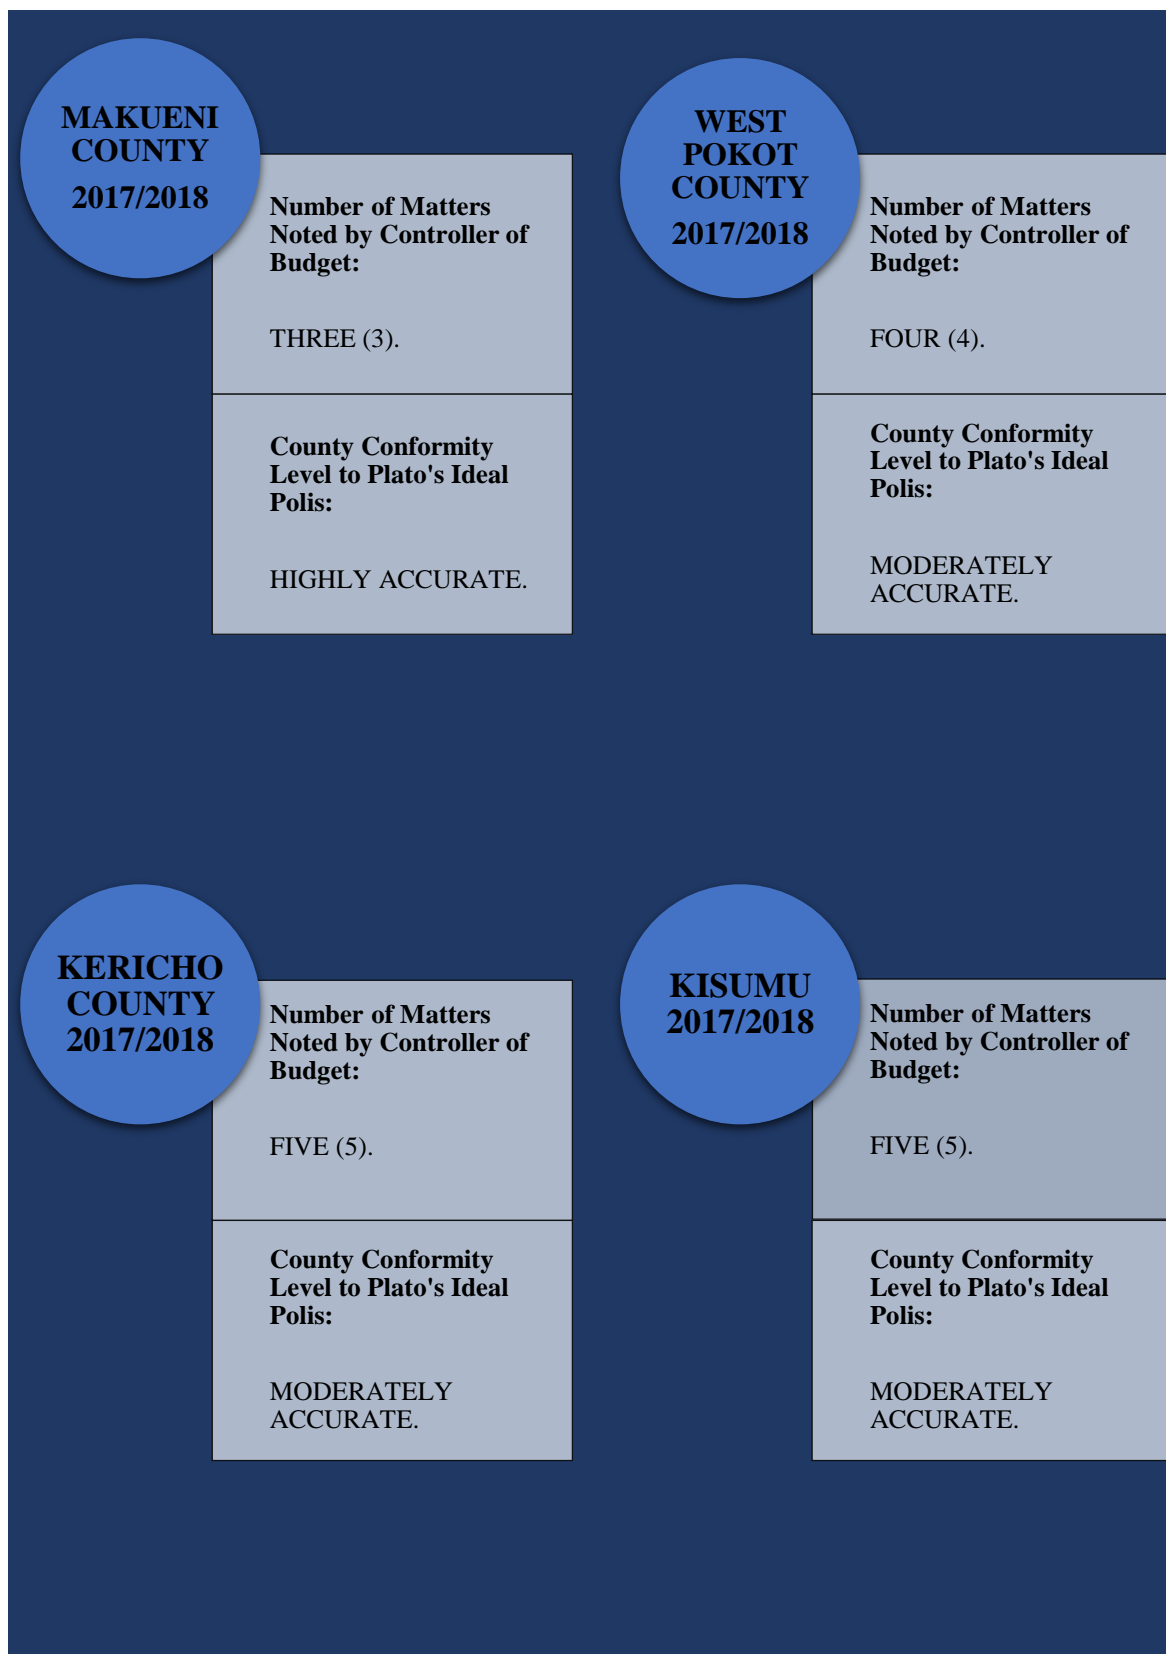 MAKUENI
COUNTY
2017/2018
Number of Matters
Noted by Controller of
Budget:
THREE (3).
County Conformity
Level to Plato's Ideal
Polis:
HIGHLY ACCURATE.
WEST
POKOT
COUNTY
2017/2018
Number of Matters
Noted by Controller of
Budget:
FOUR (4).
County Conformity
Level to Plato's Ideal
Polis:
MODERATELY
ACCURATE.
KERICHO
COUNTY
2017/2018
Number of Matters
Noted by Controller of
Budget:
FIVE (5).
County Conformity
Level to Plato's Ideal
Polis:
MODERATELY
ACCURATE.
KISUMU
2017/2018
Number of Matters
Noted by Controller of
Budget:
FIVE (5).
County Conformity
Level to Plato's Ideal
Polis:
MODERATELY
ACCURATE.